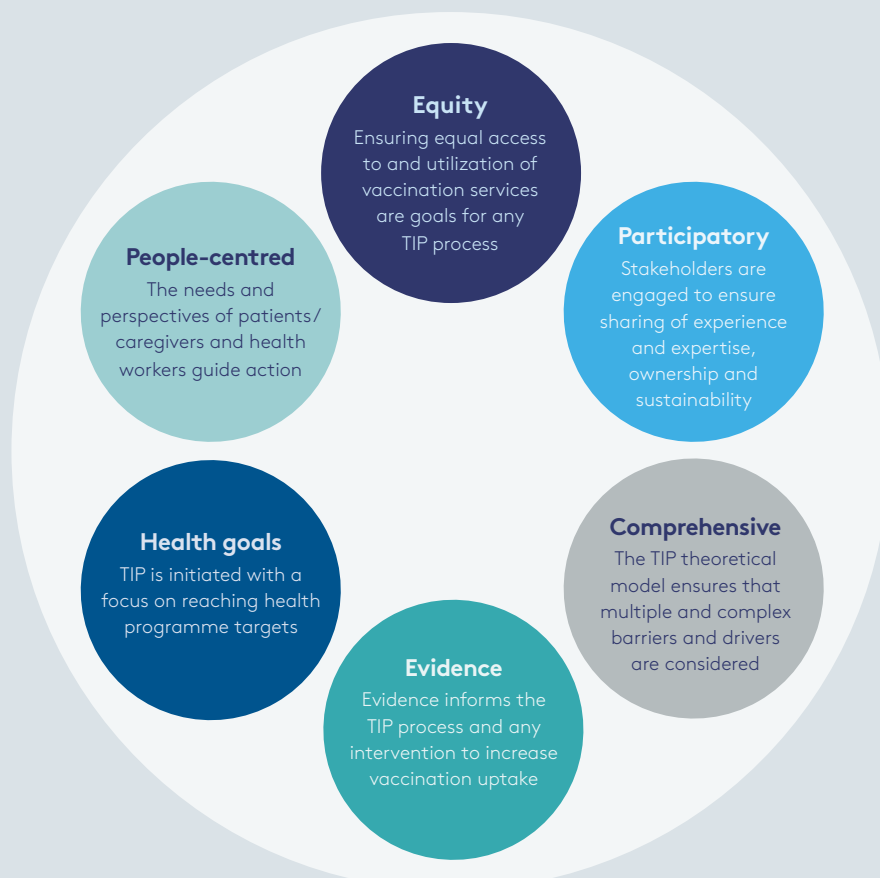 Equity
Ensuring equal access
to and utilization of
vaccination services
are goals for any
TIP process
Participatory
Stakeholders are
engaged to ensure
sharing of experience
and expertise,
ownership and
sustainability
People-centred
The needs and
perspectives of patients/
caregivers and health
workers guide action
Comprehensive
The TIP theoretical
model ensures that
multiple and complex
barriers and drivers
are considered
Health goals
TIP is initiated with a
focus on reaching health
programme targets
Evidence
Evidence informs the
TIP process and any
intervention to increase
vaccination uptake